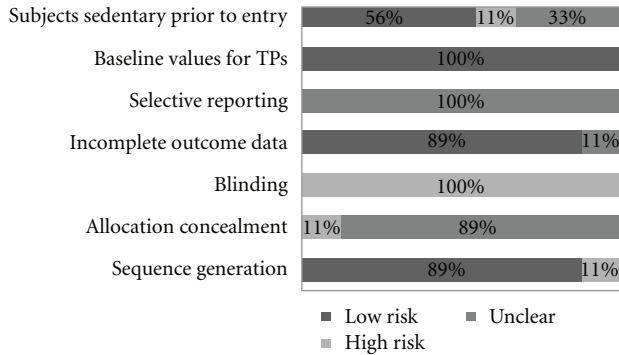 Subjects sedentary prior to entry 56% 11% 33%
Baseline values for TPs 100%
Selective reporting 100%
Incomplete outcome data 89% 11%
Blinding 100%
Allocation concealment 11% 89%
Sequence generation 89% 11%
Low risk Unclear
High risk